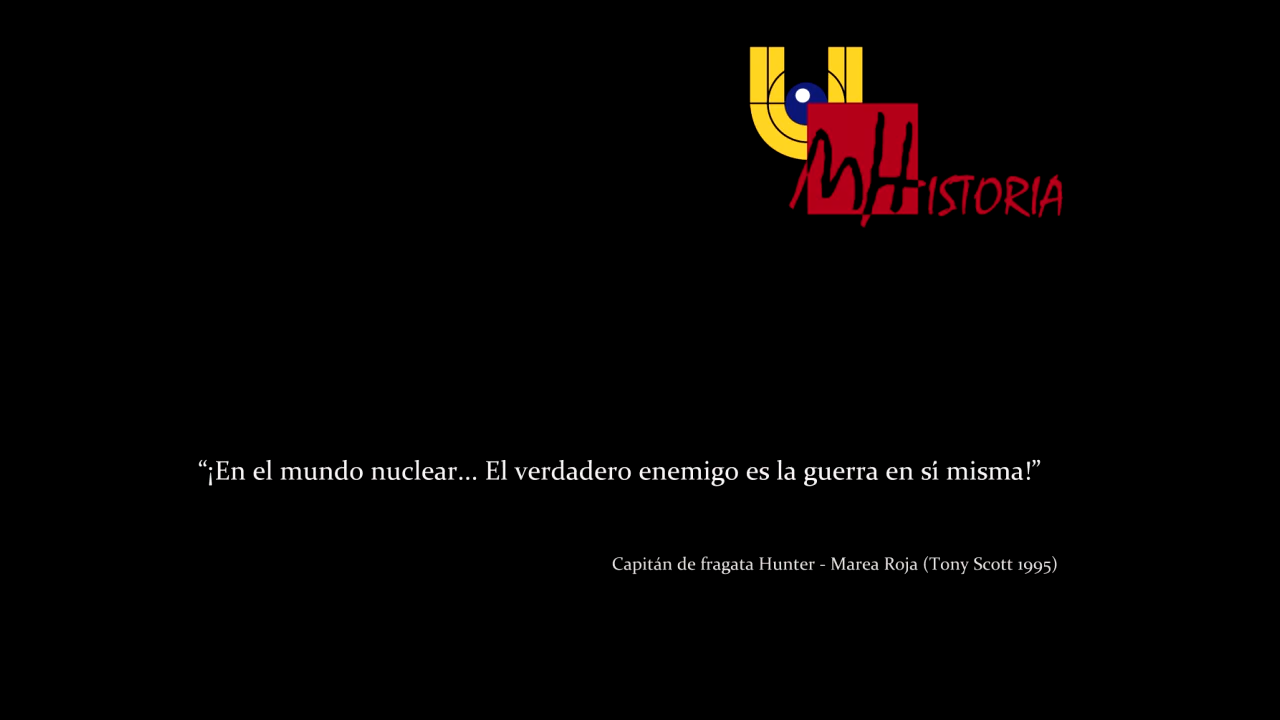 MHISTORIA
“¡En el mundo nuclear... El verdadero enemigo es la guerra en sí misma!”
Capitán de fragata Hunter - Marea Roja (Tony Scott 1995)